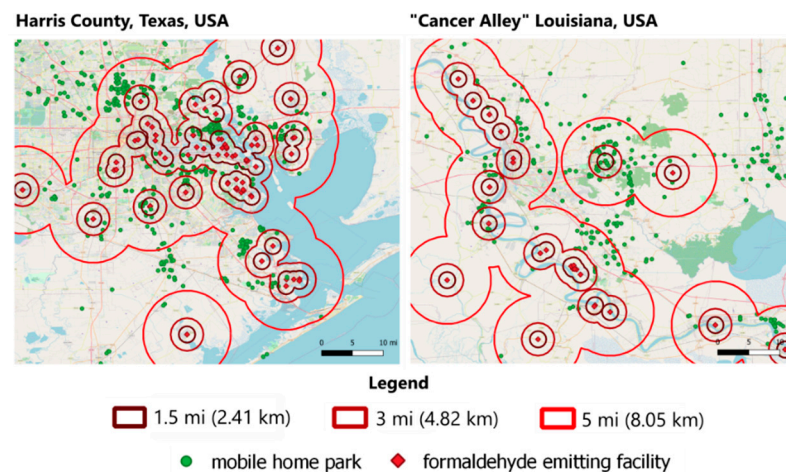 Harris County, Texas, USA
"Cancer Alley" Louisiana, USA
0 5 10 mi
0 5 10
Legend
1.5 mi (2.41 km) 3 mi (4.82 km) 5 mi (8.05 km)
mobile home park formaldehyde emitting facility